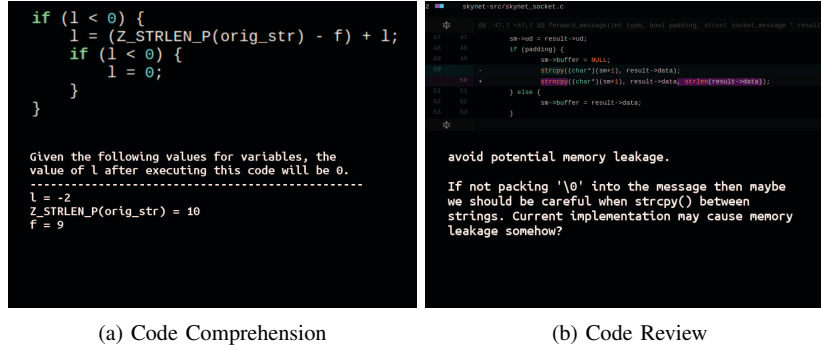 if (l < 0) {
l = (Z_STRLEN_P(orig_str) - f) + l;
if (l < 0) {
l = 0;
}
}
Given the following values for variables, the
value of l after executing this code will be 0.
------------------------------------------------
l = -2
Z_STRLEN_P(orig_str) = 10
f = 9
(a) Code Comprehension
2 skynet-src/skynet_socket.c
@@ -47,7 +47,7 @@ forward_message(int type, bool padding, struct socket_message * result
47 47 sm->ud = result->ud;
48 48 if (padding) {
49 49 sm->buffer = NULL;
50 - strcpy((char*)(sm+1), result->data);
50 + strncpy((char*)(sm+1), result->data, strlen(result->data));
51 51 } else {
52 52 sm->buffer = result->data;
53 53 }
avoid potential memory leakage.
If not packing '\0' into the message then maybe
we should be careful when strcpy() between
strings. Current implementation may cause memory
leakage somehow?
(b) Code Review